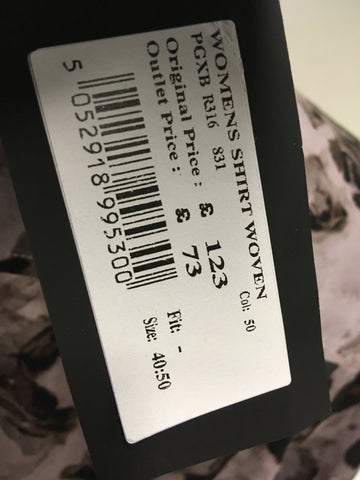 WOMENS SHIRT WOVEN
PGXB R316 831 Col: 50
Original Price : £ 123
Outlet Price : £ 73
Fit: -
Size: 40:50
5 052918 995300